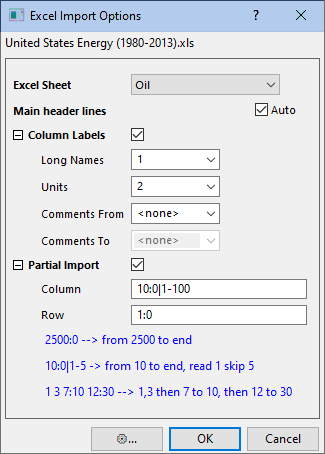 Excel Import Options
?
United States Energy (1980-2013).xls
Excel Sheet Oil
Main header lines Auto
Column Labels
Long Names 1
Units 2
Comments From <none>
Comments To <none>
Partial Import
Column 10:0|1-100
Row 1:0
2500:0 --> from 2500 to end
10:0|1-5 --> from 10 to end, read 1 skip 5
1 3 7:10 12:30 --> 1,3 then 7 to 10, then 12 to 30
... OK Cancel